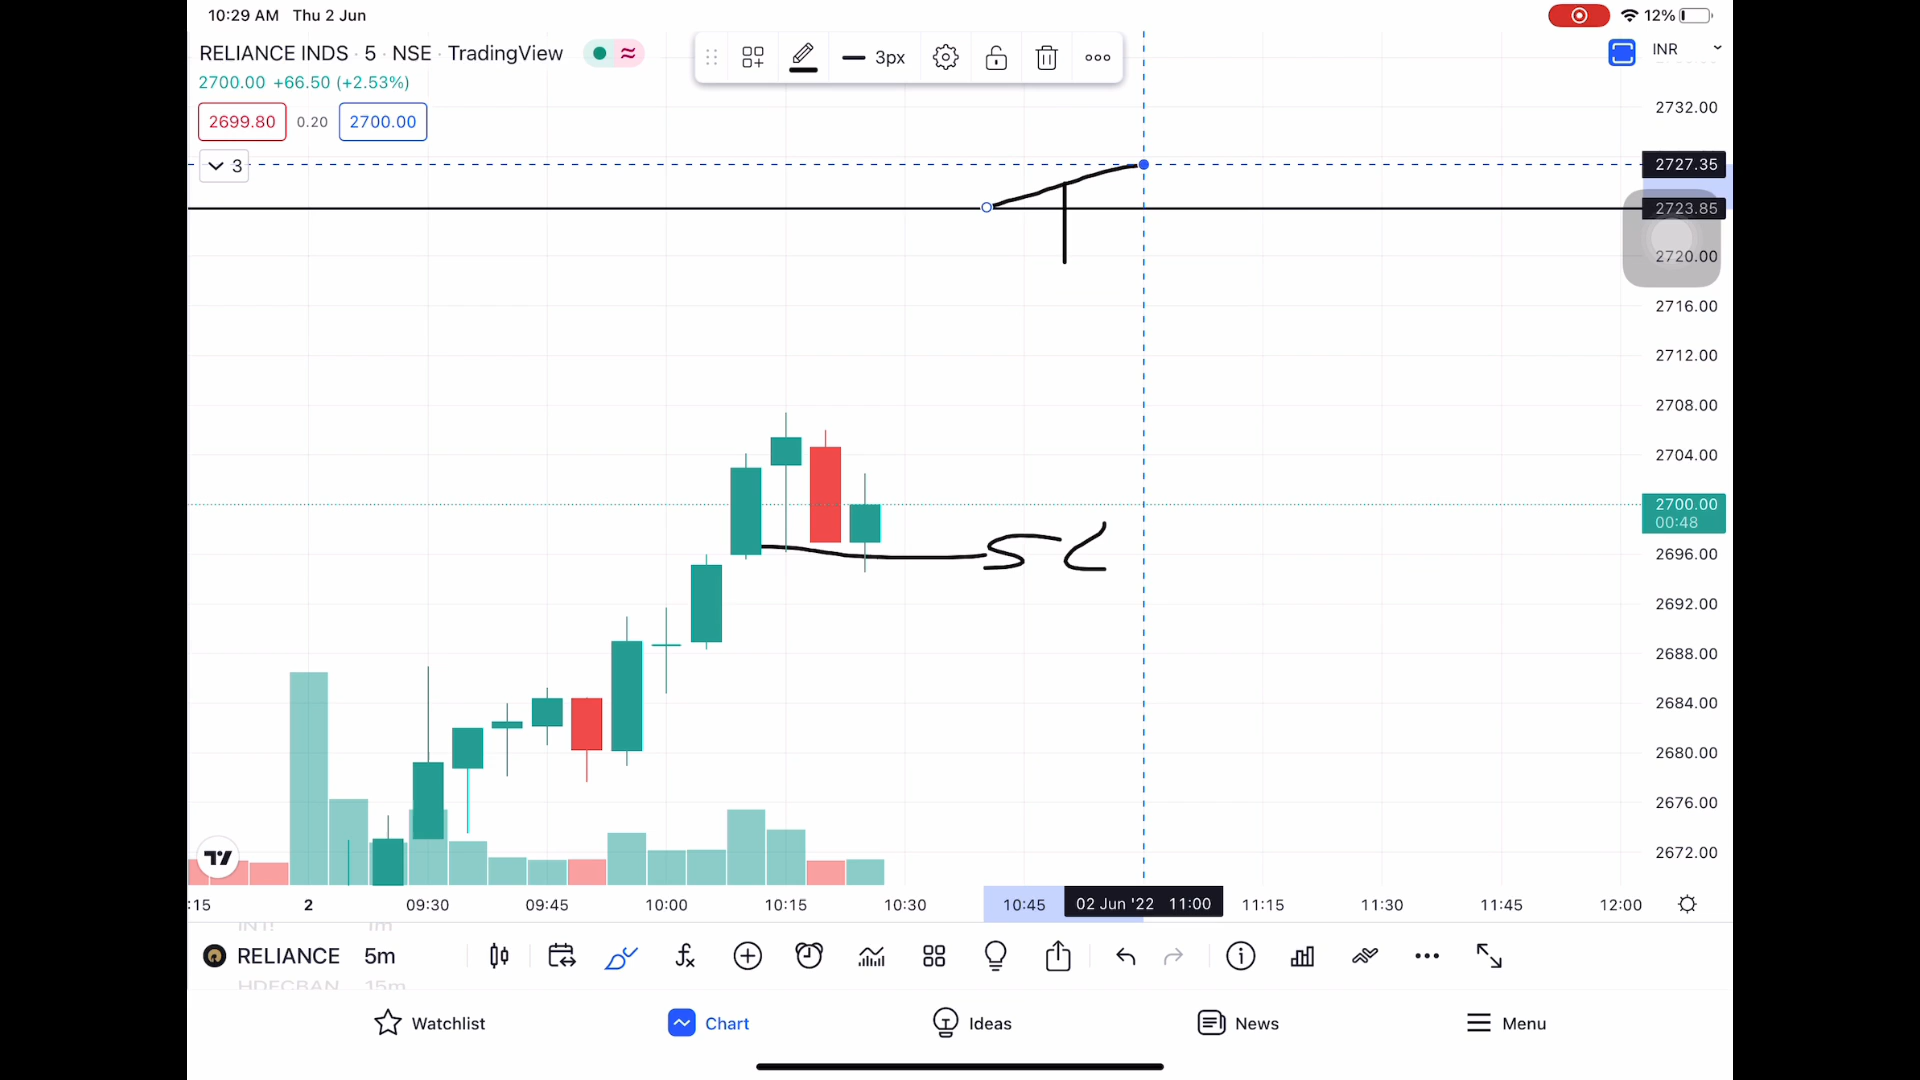 10:29 AM Thu 2 Jun 12%
RELIANCE INDS · 5 · NSE · TradingView
INR
2700.00 +66.50 (+2.53%)
3px
2699.80 0.20 2700.00
3
2732.00
2727.35
2723.85
2720.00
2716.00
2712.00
2708.00
2704.00
2700.00
00:48
2696.00
2692.00
2688.00
2684.00
2680.00
2676.00
2672.00
T
SL
:15 2 09:30 09:45 10:00 10:15 10:30 10:45 02 Jun '22 11:00 11:15 11:30 11:45 12:00
1m
RELIANCE 5m
HDFCBAN 15m
Watchlist Chart Ideas News Menu